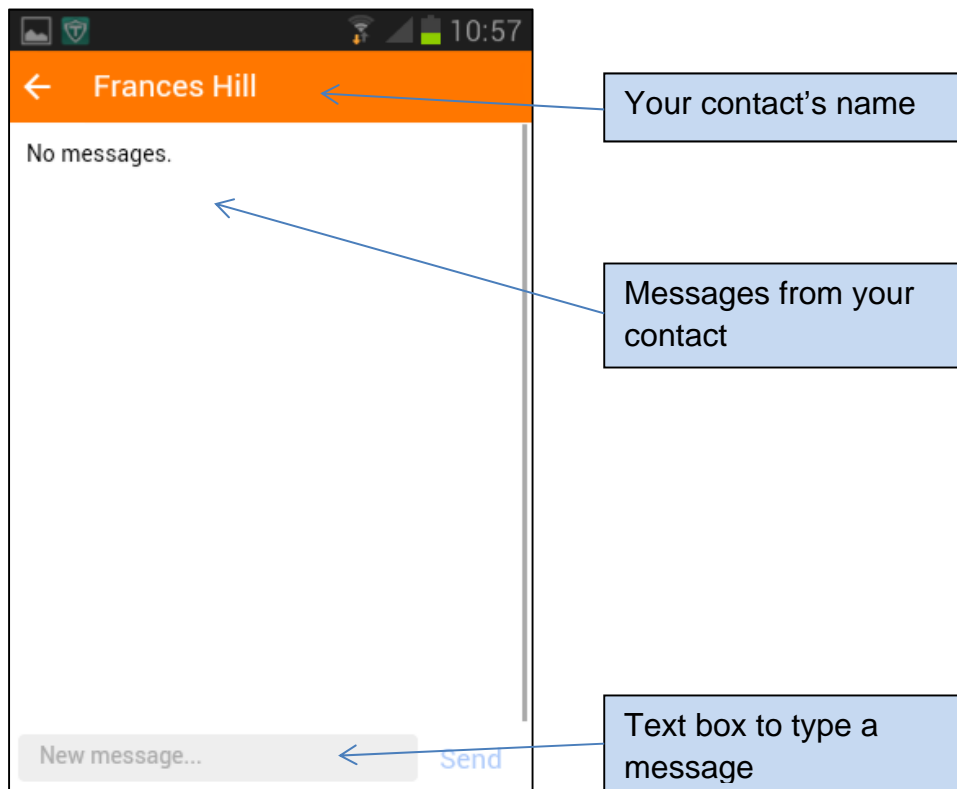 10:57
Frances Hill
Your contact’s name
No messages.
Messages from your
contact
Text box to type a
message
New message...
Send